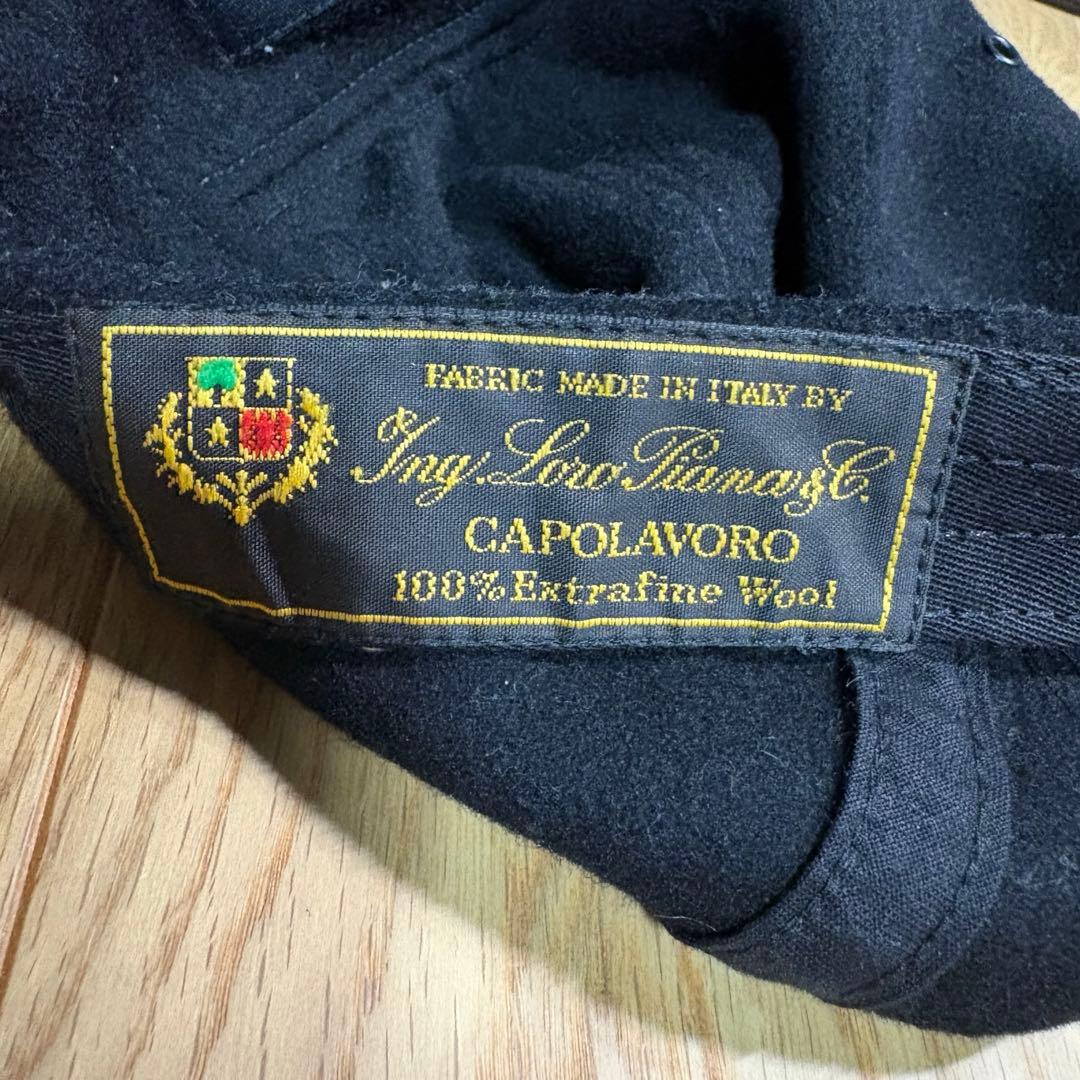 FABRIC MADE IN ITALY BY
Ing. Loro Piana & C.
CAPOLAVORO
100% Extrafine Wool